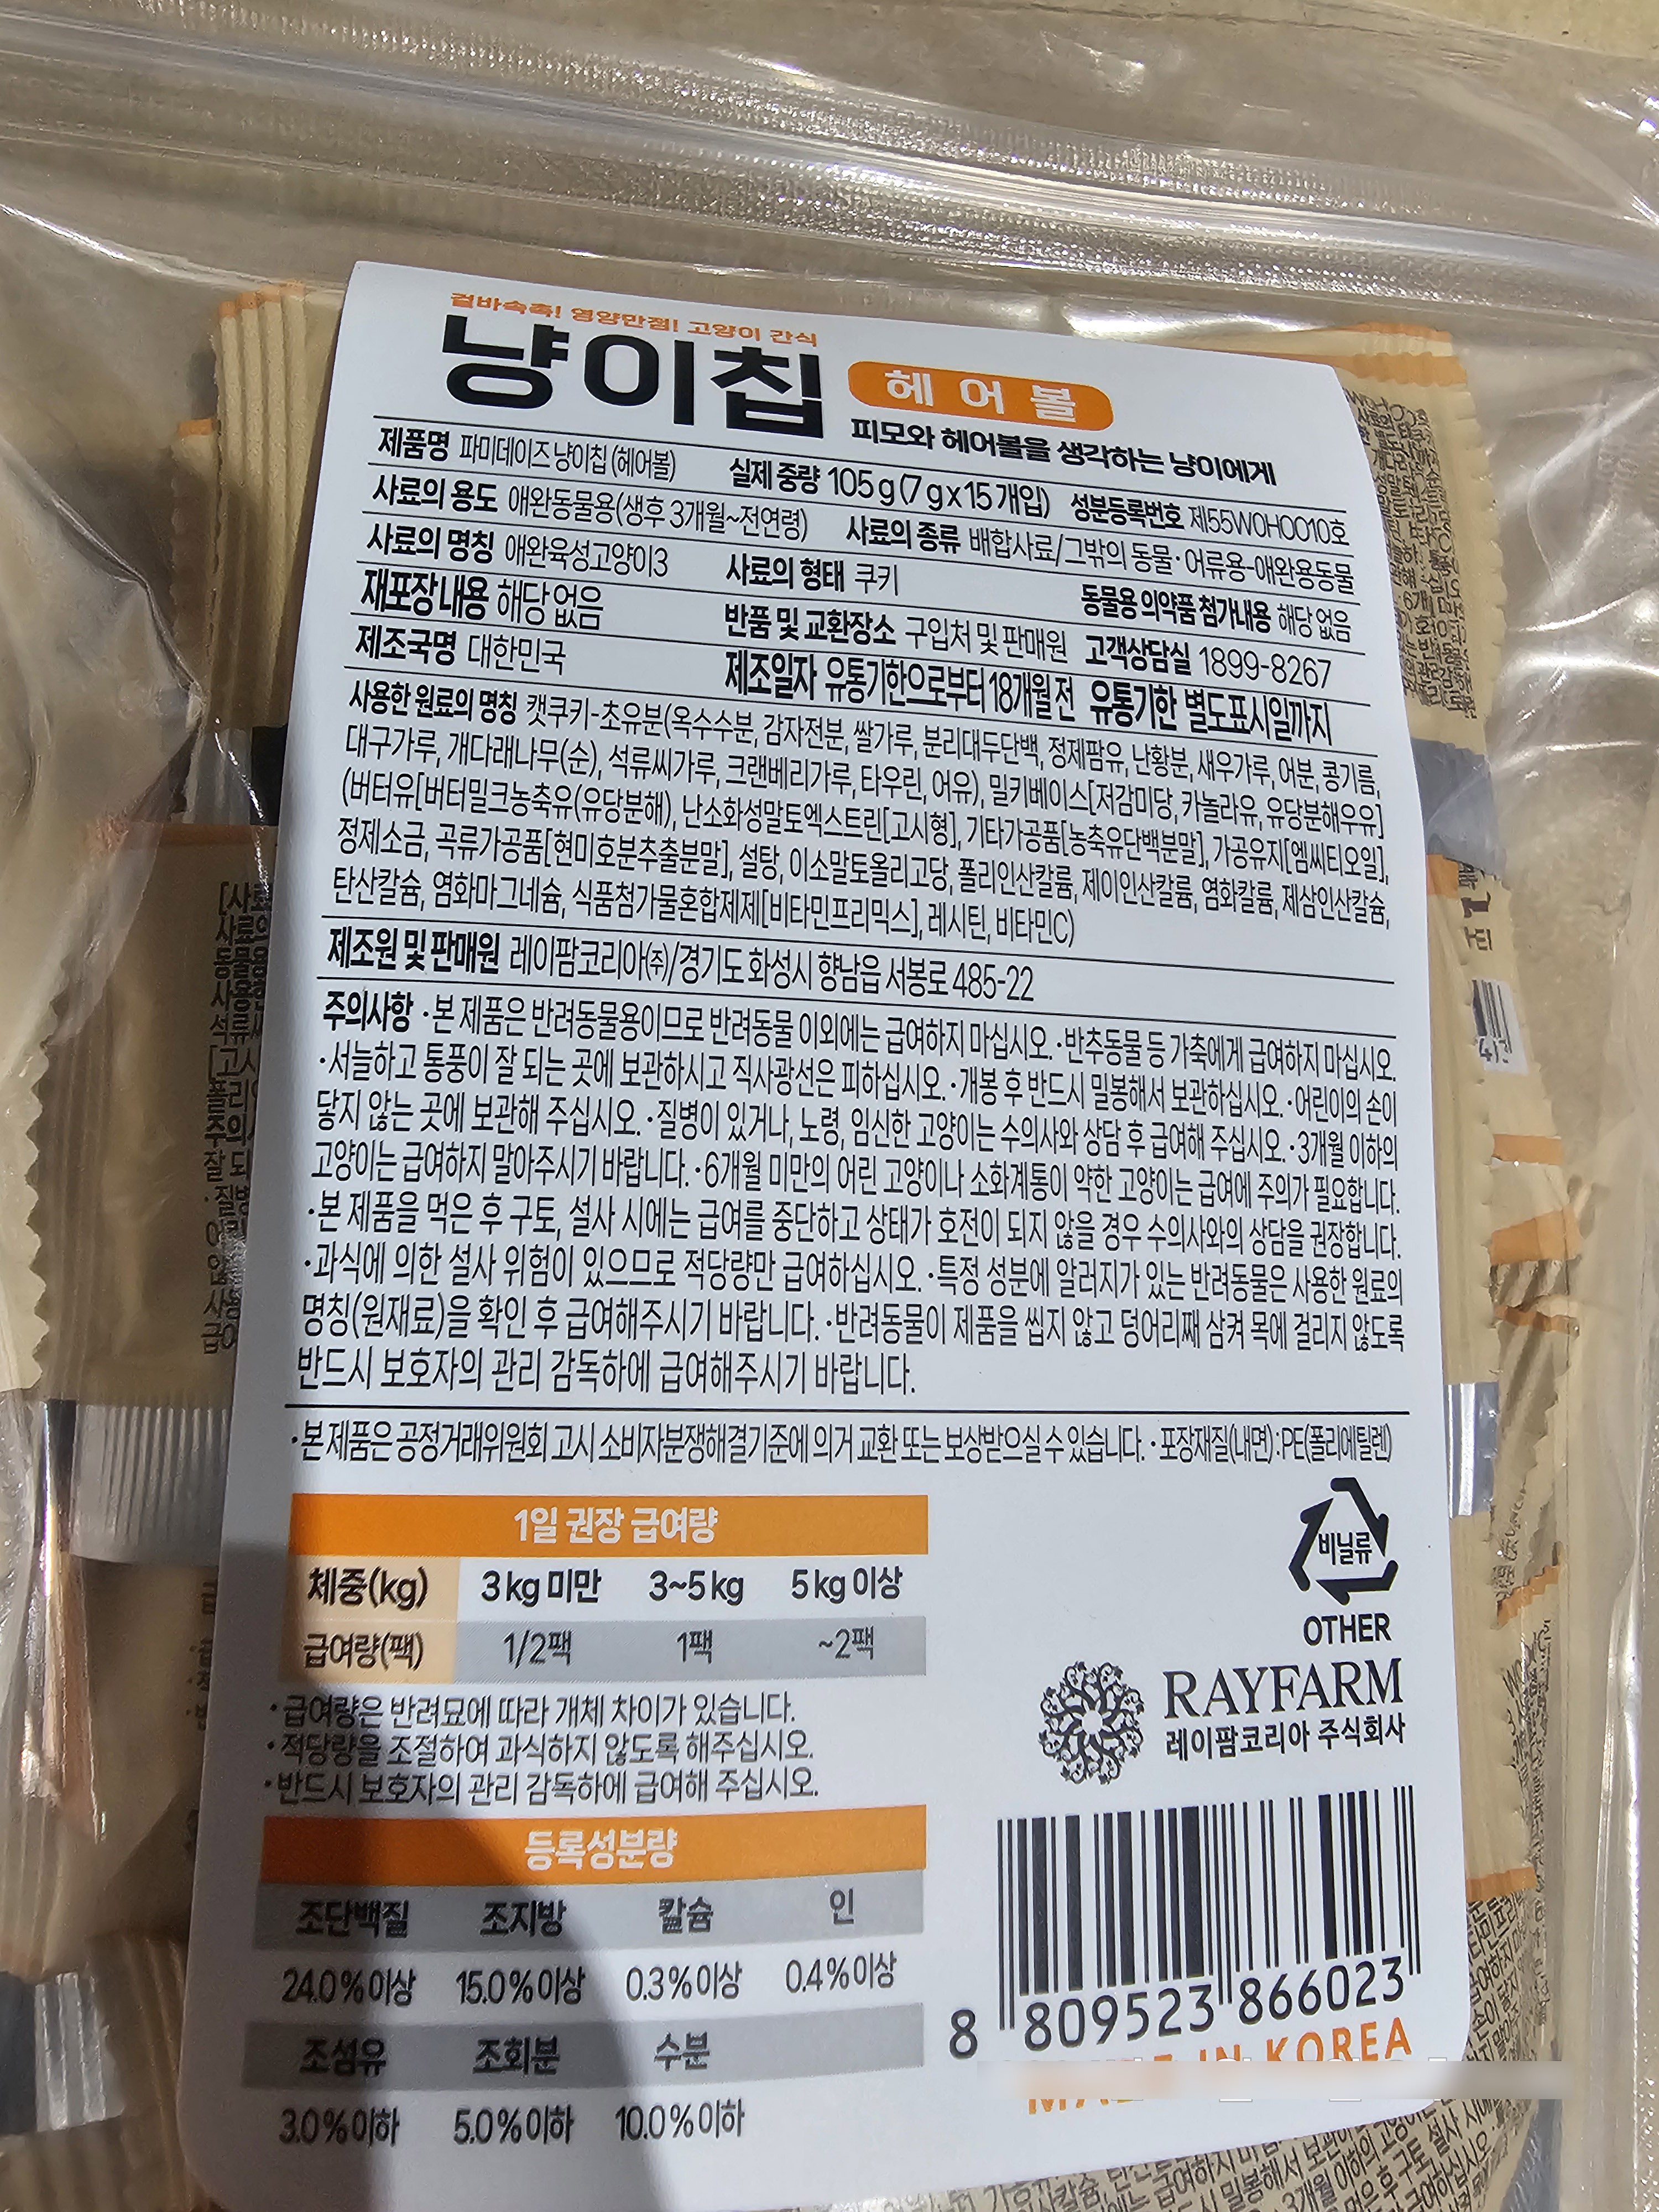 겉바속촉! 영양만점! 고양이 간식
냥이칩 헤어볼
피모와 헤어볼을 생각하는 냥이에게
제품명 파미데이즈 냥이칩 (헤어볼) 실제 중량 105 g (7 g x 15 개입) 성분등록번호 제55W0H0010호
사료의 용도 애완동물용(생후 3개월~전연령) 사료의 종류 배합사료/그밖의 동물·어류용-애완용동물
사료의 명칭 애완육성고양이3 사료의 형태 쿠키 동물용 의약품 첨가내용 해당 없음
재포장내용 해당 없음 반품 및 교환장소 구입처 및 판매원 고객상담실 1899-8267
제조국명 대한민국 제조일자 유통기한으로부터 18개월 전 유통기한 별도표시일까지
사용한 원료의 명칭 캣쿠키-초유분(옥수수분, 감자전분, 쌀가루, 분리대두단백, 정제팜유, 난황분, 새우가루, 어분, 콩기름,
대구가루, 개다래나무(순), 석류씨가루, 크랜베리가루, 타우린, 어유), 밀키베이스[저감미당, 카놀라유, 유당분해우유]
(버터유[버터밀크농축유(유당분해), 난소화성말토엑스트린[고시형], 기타가공품[농축유단백분말], 가공유지[엠씨티오일],
정제소금, 곡류가공품[현미호분추출분말], 설탕, 이소말토올리고당, 폴리인산칼륨, 제이인산칼륨, 염화칼륨, 제삼인산칼슘,
탄산칼슘, 염화마그네슘, 식품첨가물혼합제제[비타민프리믹스], 레시틴, 비타민C)
제조원 및 판매원 레이팜코리아㈜/경기도 화성시 향남읍 서봉로 485-22
주의사항 ·본 제품은 반려동물용이므로 반려동물 이외에는 급여하지 마십시오. ·반추동물 등 가축에게 급여하지 마십시오.
·서늘하고 통풍이 잘 되는 곳에 보관하시고 직사광선은 피하십시오. ·개봉 후 반드시 밀봉해서 보관하십시오. ·어린이의 손이
닿지 않는 곳에 보관해 주십시오. ·질병이 있거나, 노령, 임신한 고양이는 수의사와 상담 후 급여해 주십시오. ·3개월 이하의
고양이는 급여하지 말아주시기 바랍니다. ·6개월 미만의 어린 고양이나 소화계통이 약한 고양이는 급여에 주의가 필요합니다.
·본 제품을 먹은 후 구토, 설사 시에는 급여를 중단하고 상태가 호전이 되지 않을 경우 수의사와의 상담을 권장합니다.
·과식에 의한 설사 위험이 있으므로 적당량만 급여하십시오. ·특정 성분에 알러지가 있는 반려동물은 사용한 원료의
명칭(원재료)을 확인 후 급여해주시기 바랍니다. ·반려동물이 제품을 씹지 않고 덩어리째 삼켜 목에 걸리지 않도록
반드시 보호자의 관리 감독하에 급여해주시기 바랍니다.
·본 제품은 공정거래위원회 고시 소비자분쟁해결기준에 의거 교환 또는 보상받으실 수 있습니다. ·포장재질(내면):PE(폴리에틸렌)
1일 권장 급여량
체중(kg) 3 kg 미만 3~5 kg 5 kg 이상
급여량(팩) 1/2팩 1팩 ~2팩
·급여량은 반려묘에 따라 개체 차이가 있습니다.
·적당량을 조절하여 과식하지 않도록 해주십시오.
·반드시 보호자의 관리 감독하에 급여해 주십시오.
비닐류
OTHER
RAYFARM
레이팜코리아 주식회사
등록성분량
조단백질 조지방 칼슘 인
24.0 % 이상 15.0 % 이상 0.3 % 이상 0.4 % 이상
조섬유 조회분 수분
3.0 % 이하 5.0 % 이하 10.0 % 이하
8 809523 866023
IN KOREA